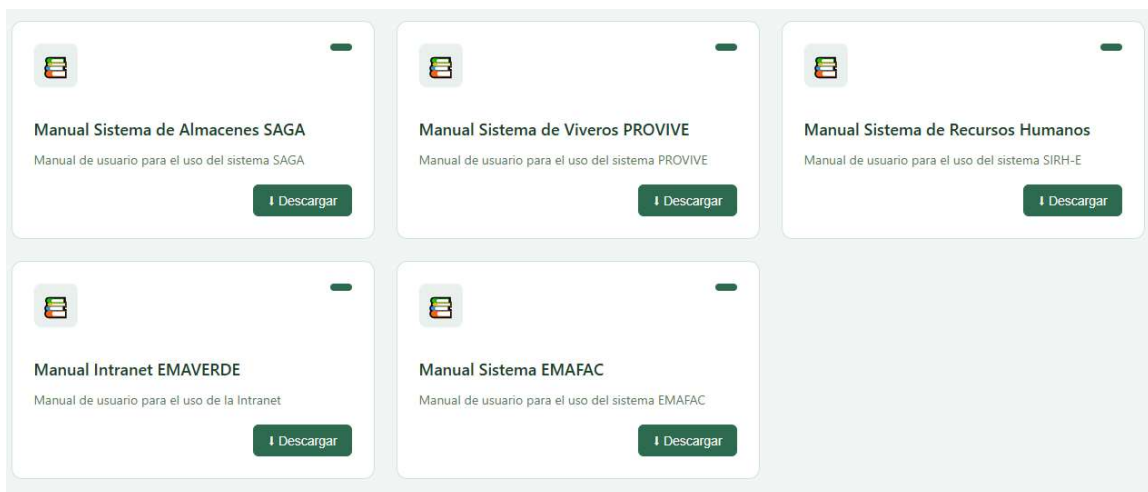 Manual Sistema de Almacenes SAGA
Manual de usuario para el uso del sistema SAGA
⬇ Descargar
Manual Sistema de Viveros PROVIVE
Manual de usuario para el uso del sistema PROVIVE
⬇ Descargar
Manual Sistema de Recursos Humanos
Manual de usuario para el uso del sistema SIRH-E
⬇ Descargar
Manual Intranet EMAVERDE
Manual de usuario para el uso de la Intranet
⬇ Descargar
Manual Sistema EMAFAC
Manual de usuario para el uso del sistema EMAFAC
⬇ Descargar